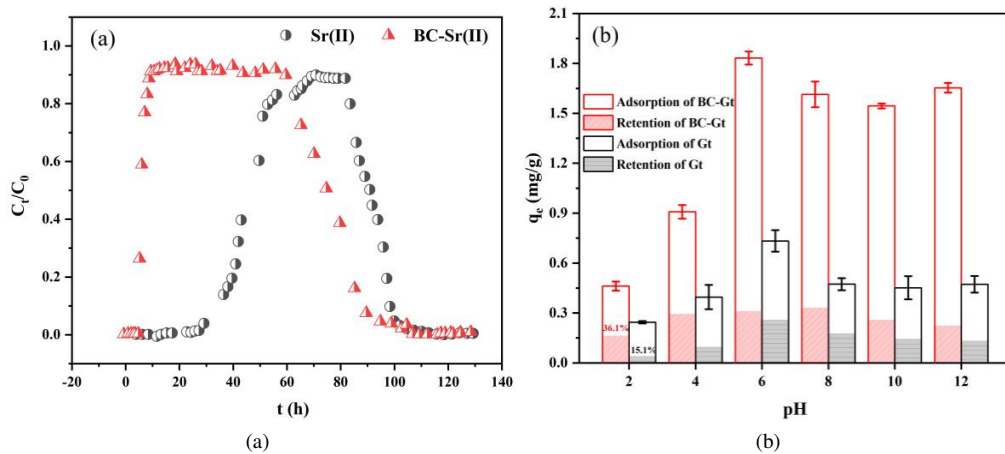 (a)
Sr(II) BC-Sr(II)
C_t/C_0
1.0
0.8
0.6
0.4
0.2
0.0
-20 0 20 40 60 80 100 120 140
t (h)
(a)
(b)
q_e (mg/g)
2.1
1.8
1.5
1.2
0.9
0.6
0.3
0.0
Adsorption of BC-Gt
Retention of BC-Gt
Adsorption of Gt
Retention of Gt
36.1%
15.1%
2 4 6 8 10 12
pH
(b)